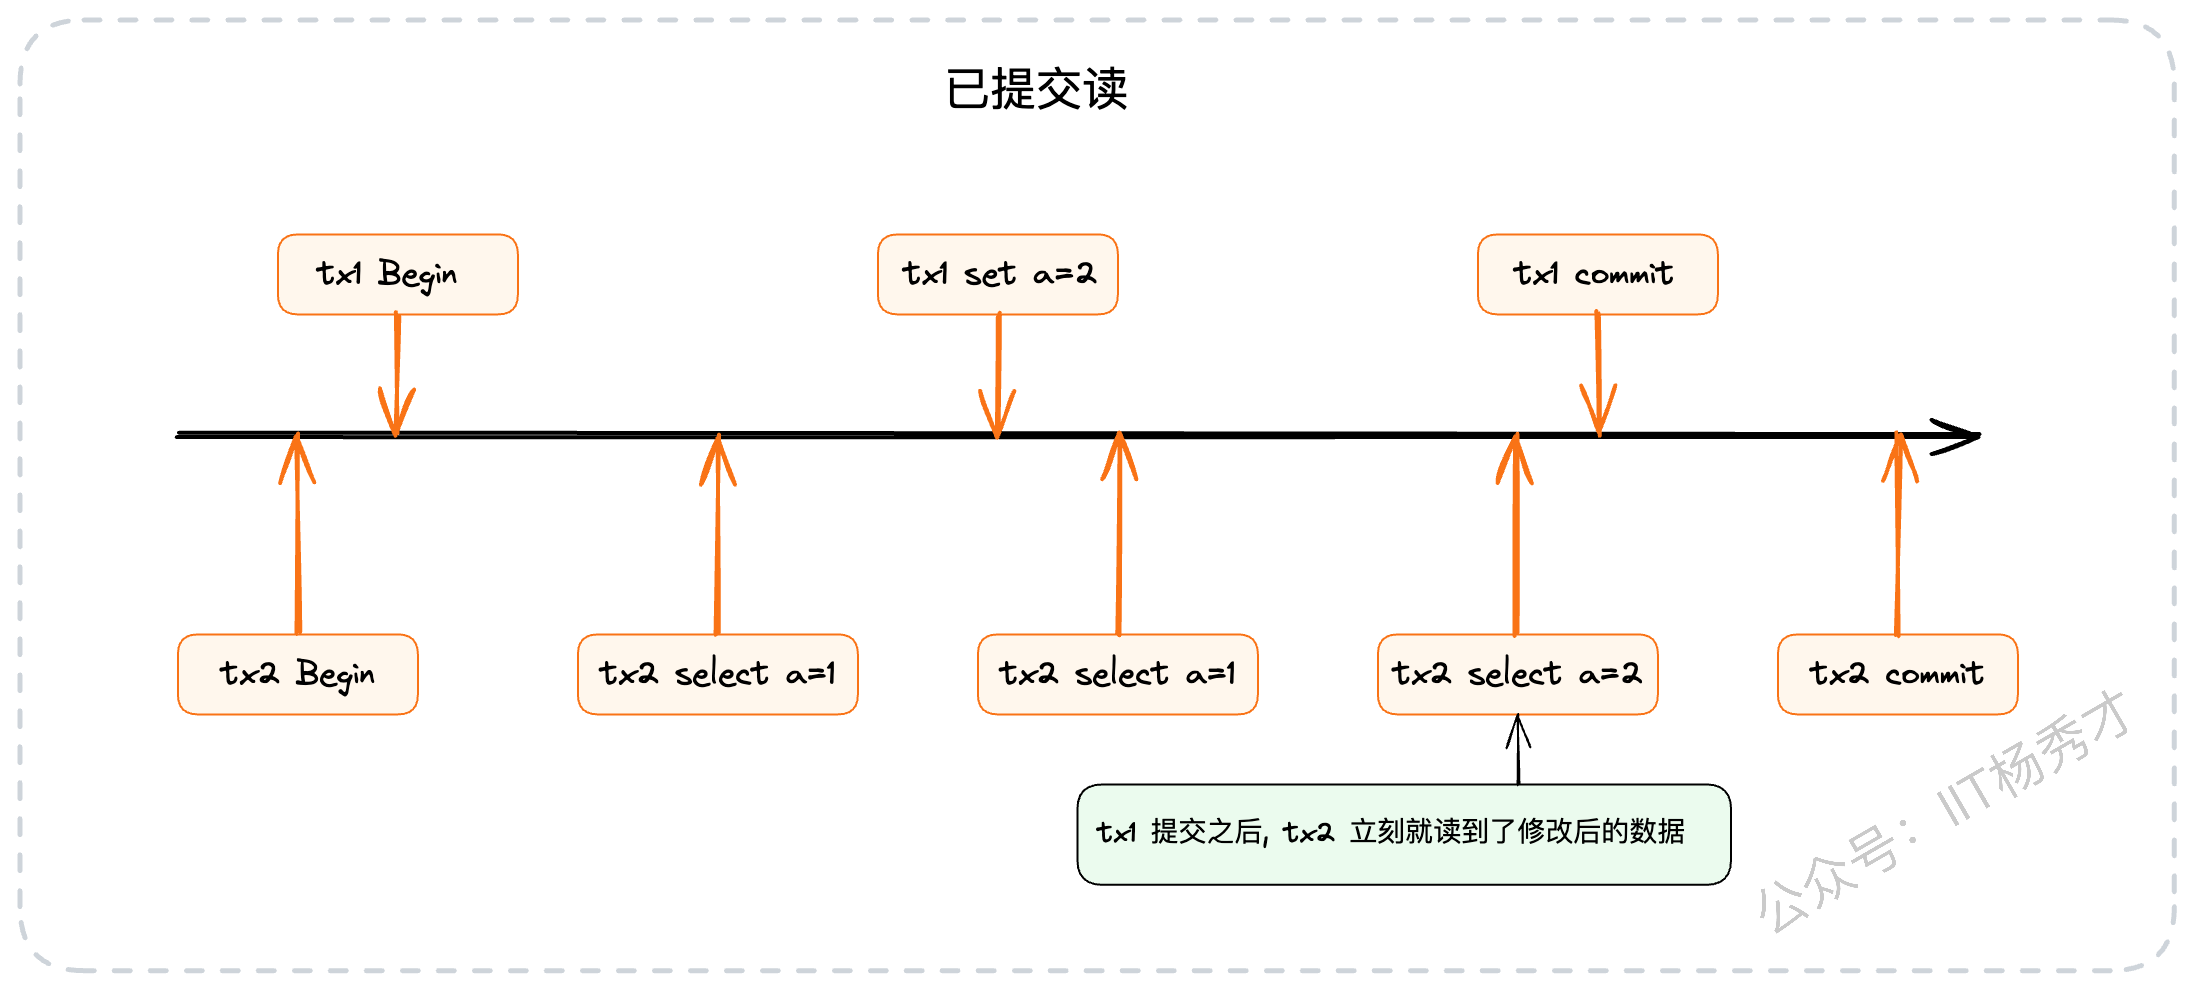 已提交读
tx1 Begin
tx1 set a=2
tx1 commit
tx2 Begin
tx2 select a=1
tx2 select a=1
tx2 select a=2
tx2 commit
tx1 提交之后, tx2 立刻就读到了修改后的数据
公众号：IIT杨秀才